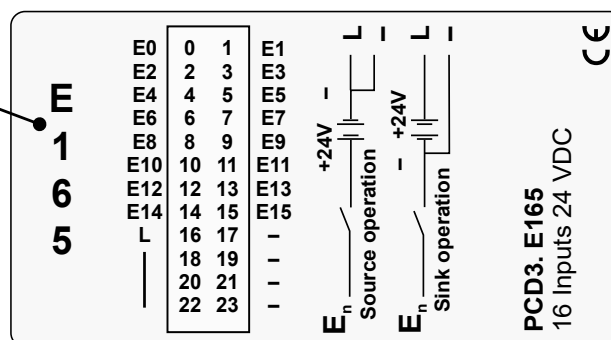 E
1
6
5
E0 0 1 E1
E2 2 3 E3
E4 4 5 E5
E6 6 7 E7
E8 8 9 E9
E10 10 11 E11
E12 12 13 E13
E14 14 15 E15
L 16 17 –
18 19 –
20 21 –
22 23 –
En +24V – L –
Source operation
En – +24V L –
Sink operation
PCD3. E165
16 Inputs 24 VDC
CE